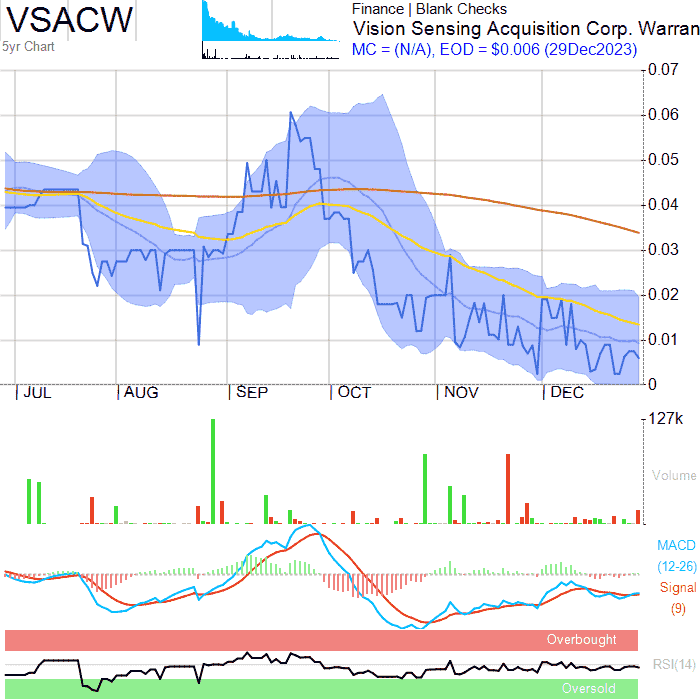 VSACW
5yr Chart
Finance | Blank Checks
Vision Sensing Acquisition Corp. Warran
MC = (N/A), EOD = $0.006 (29Dec2023)
0.07
0.06
0.05
0.04
0.03
0.02
0.01
0
JUL AUG SEP OCT NOV DEC
127k
Volume
MACD
(12-26)
Signal
(9)
Overbought
RSI(14)
Oversold